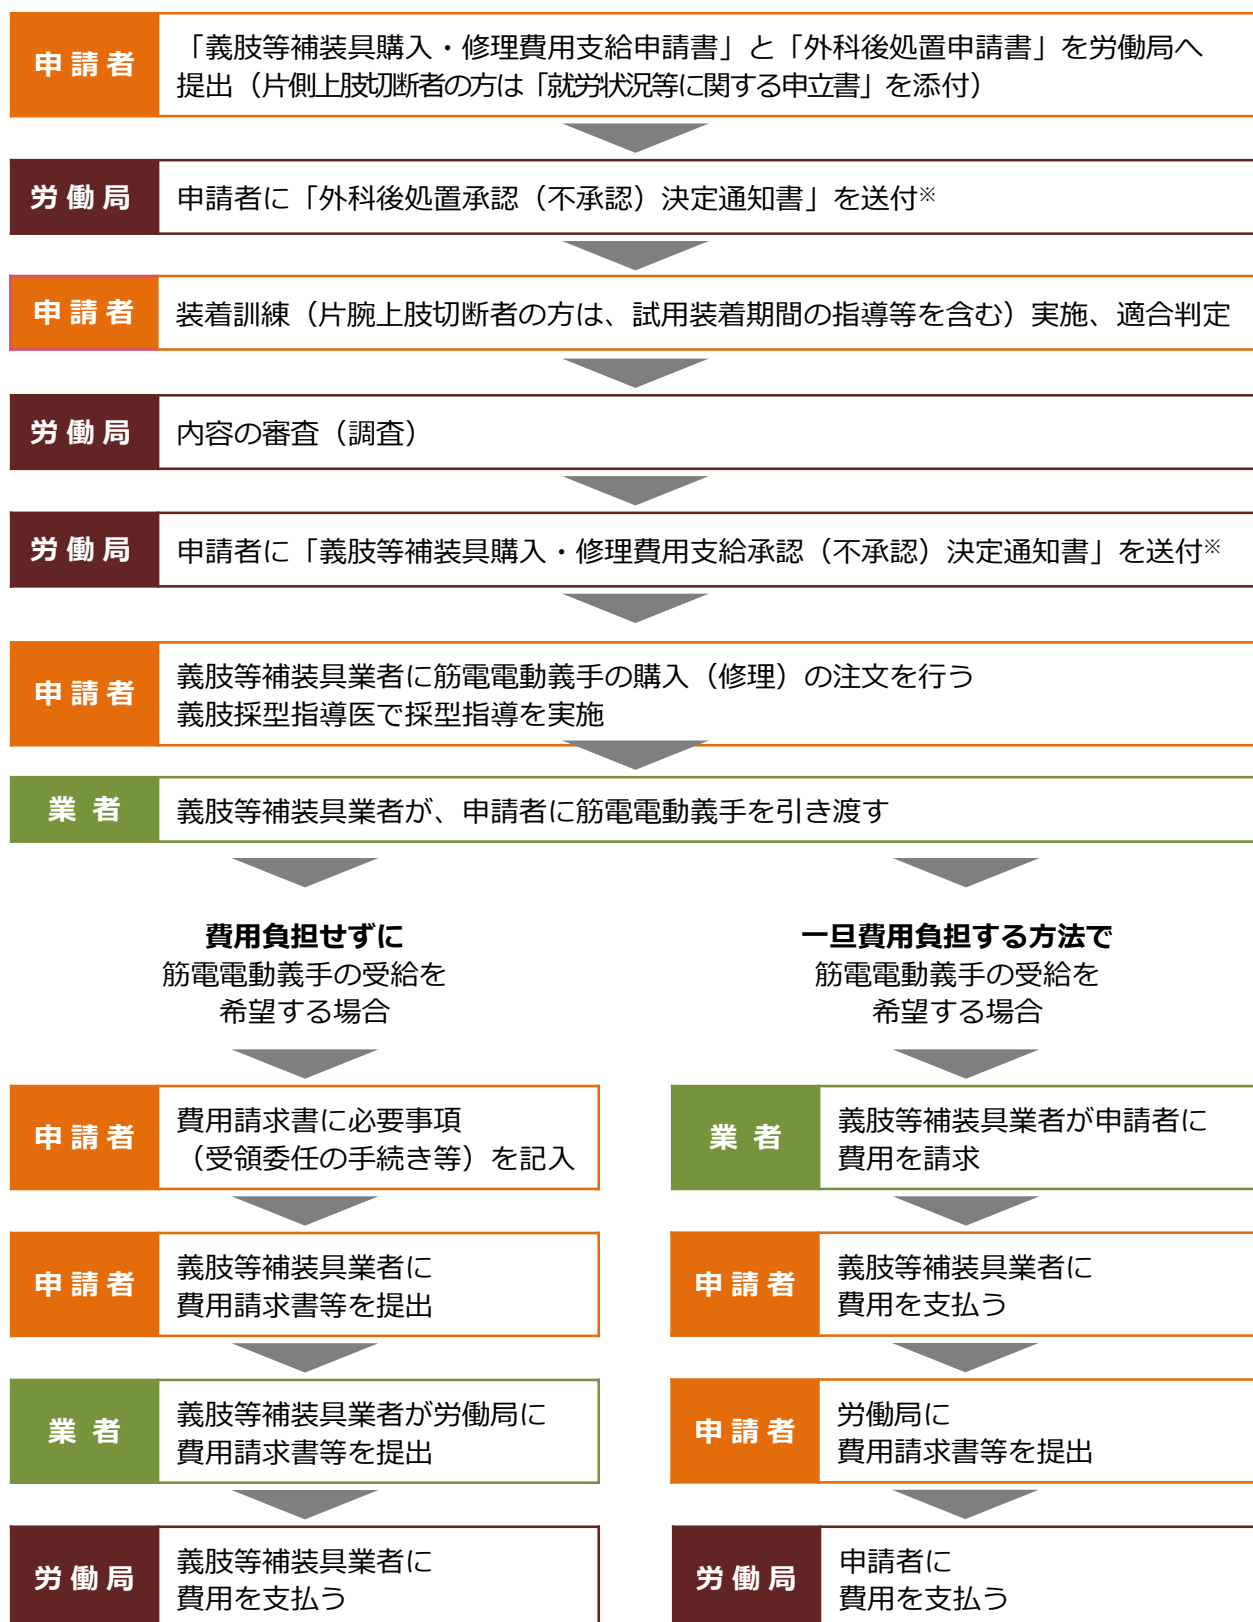 申請者
「義肢等補装具購入・修理費用支給申請書」と「外科後処置申請書」を労働局へ
提出（片側上肢切断者の方は「就労状況等に関する申立書」を添付）
労働局
申請者に「外科後処置承認（不承認）決定通知書」を送付※
申請者
装着訓練（片腕上肢切断者の方は、試用装着期間の指導等を含む）実施、適合判定
労働局
内容の審査（調査）
労働局
申請者に「義肢等補装具購入・修理費用支給承認（不承認）決定通知書」を送付※
申請者
義肢等補装具業者に筋電電動義手の購入（修理）の注文を行う
義肢採型指導医で採型指導を実施
業者
義肢等補装具業者が、申請者に筋電電動義手を引き渡す
費用負担せずに
筋電電動義手の受給を
希望する場合
申請者
費用請求書に必要事項
（受領委任の手続き等）を記入
申請者
義肢等補装具業者に
費用請求書等を提出
業者
義肢等補装具業者が労働局に
費用請求書等を提出
労働局
義肢等補装具業者に
費用を支払う
一旦費用負担する方法で
筋電電動義手の受給を
希望する場合
業者
義肢等補装具業者が申請者に
費用を請求
申請者
義肢等補装具業者に
費用を支払う
申請者
労働局に
費用請求書等を提出
労働局
申請者に
費用を支払う